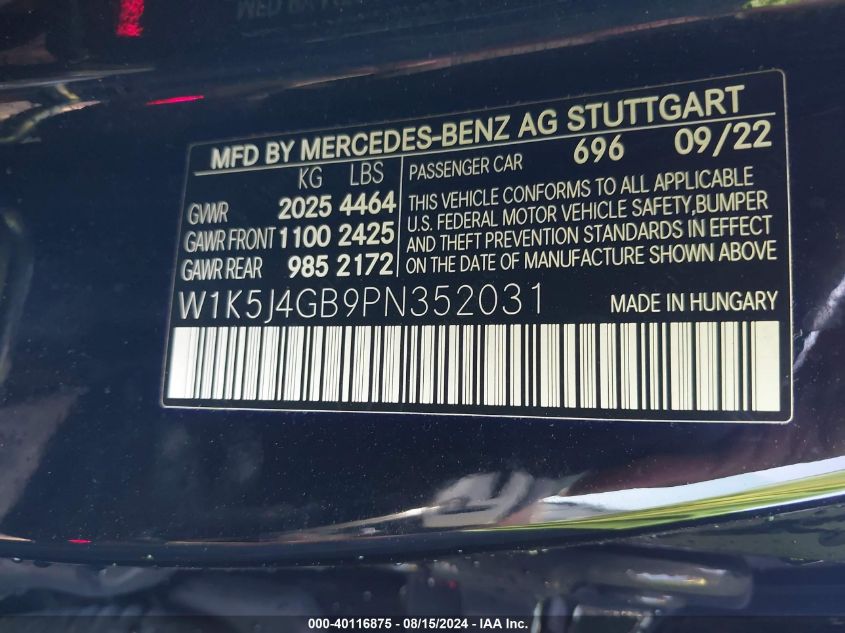 MFD BY MERCEDES-BENZ AG STUTTGART
KG LBS
GVWR 2025 4464
GAWR FRONT 1100 2425
GAWR REAR 985 2172
PASSENGER CAR 696 09/22
THIS VEHICLE CONFORMS TO ALL APPLICABLE
U.S. FEDERAL MOTOR VEHICLE SAFETY,BUMPER
AND THEFT PREVENTION STANDARDS IN EFFECT
ON THE DATE OF MANUFACTURE SHOWN ABOVE
W1K5J4GB9PN352031
MADE IN HUNGARY
000-40116875 - 08/15/2024 - IAA Inc.